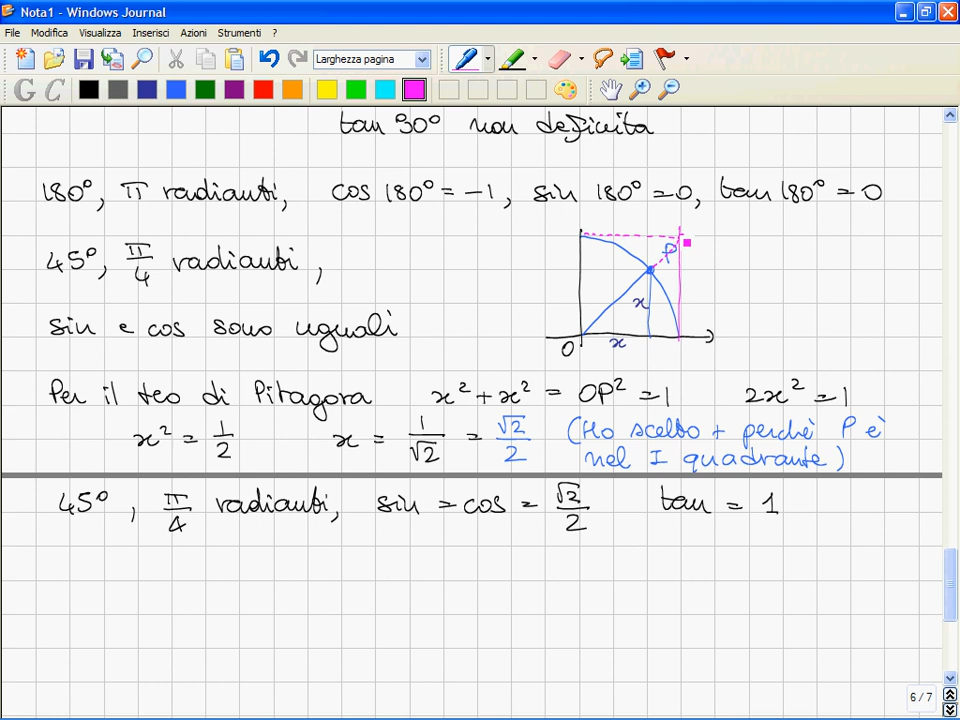 Nota1 - Windows Journal
File Modifica Visualizza Inserisci Azioni Strumenti ?
Larghezza pagina
G C
tan 90° non definita
180°, π radianti, cos 180° = -1, sin 180° = 0, tan 180° = 0
45°, π/4 radianti,
P
x
O
x
sin e cos sono uguali
Per il teo di Pitagora x² + x² = OP² = 1 2x² = 1
x² = 1/2 x = 1/√2 = √2/2 (Ho scelto + perchè P è
nel I quadrante)
45°, π/4 radianti, sin = cos = √2/2 tan = 1
6 / 7